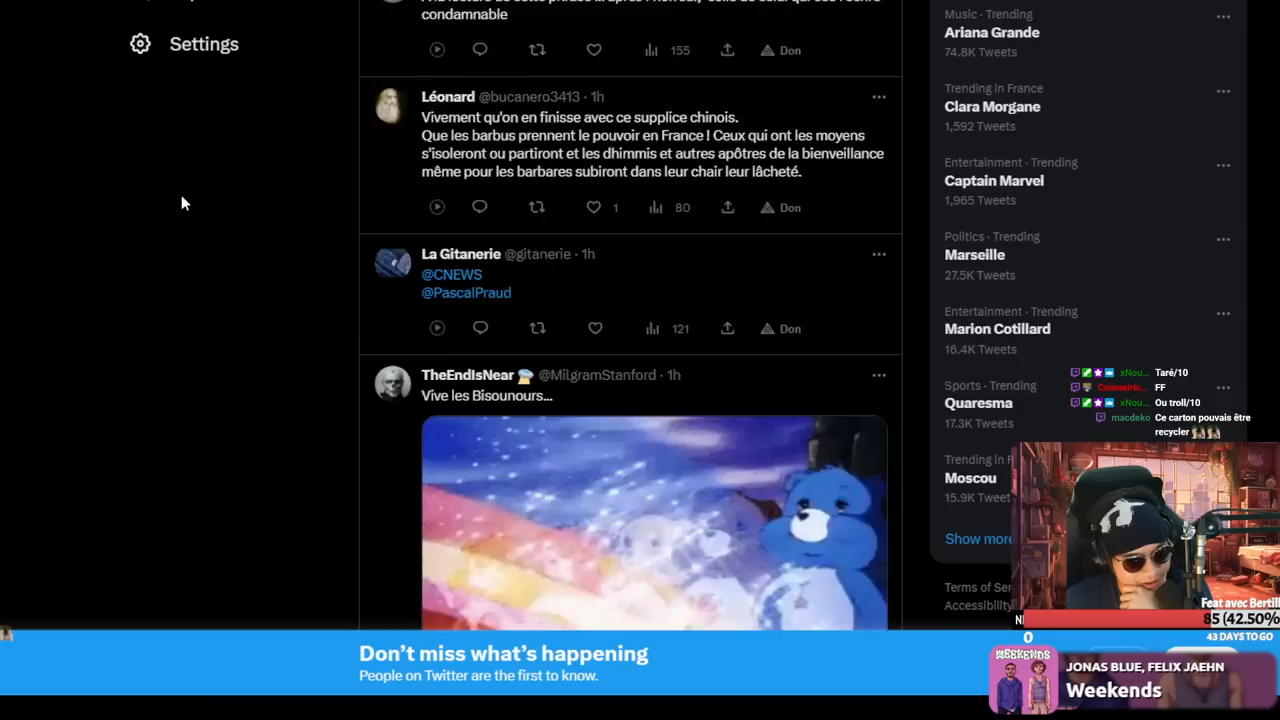 condamnable
Settings
155
Don
Léonard @bucanero3413 · 1h
Vivement qu'on en finisse avec ce supplice chinois.
Que les barbus prennent le pouvoir en France ! Ceux qui ont les moyens
s'isoleront ou partiront et les dhimmis et autres apôtres de la bienveillance
même pour les barbares subiront dans leur chair leur lâcheté.
1
80
Don
La Gitanerie @gitanerie · 1h
@CNEWS
@PascalPraud
121
Don
TheEndIsNear @MilgramStanford · 1h
Vive les Bisounours...
Music · Trending
Ariana Grande
74.8K Tweets
Trending in France
Clara Morgane
1,592 Tweets
Entertainment · Trending
Captain Marvel
1,965 Tweets
Politics · Trending
Marseille
27.5K Tweets
Entertainment · Trending
Marion Cotillard
16.4K Tweets
Sports · Trending
Quaresma
17.3K Tweets
Trending in F
Moscou
15.9K Tweet
Show more
Terms of Ser
Accessibility
xNou... Taré/10
FF
xNou... Ou troll/10
macdeko Ce carton pouvais être
recycler
Feat avec Bertill
85 (42.50%
0
43 DAYS TO GO
Don't miss what's happening
People on Twitter are the first to know.
WEEKENDS
JONAS BLUE, FELIX JAEHN
Weekends